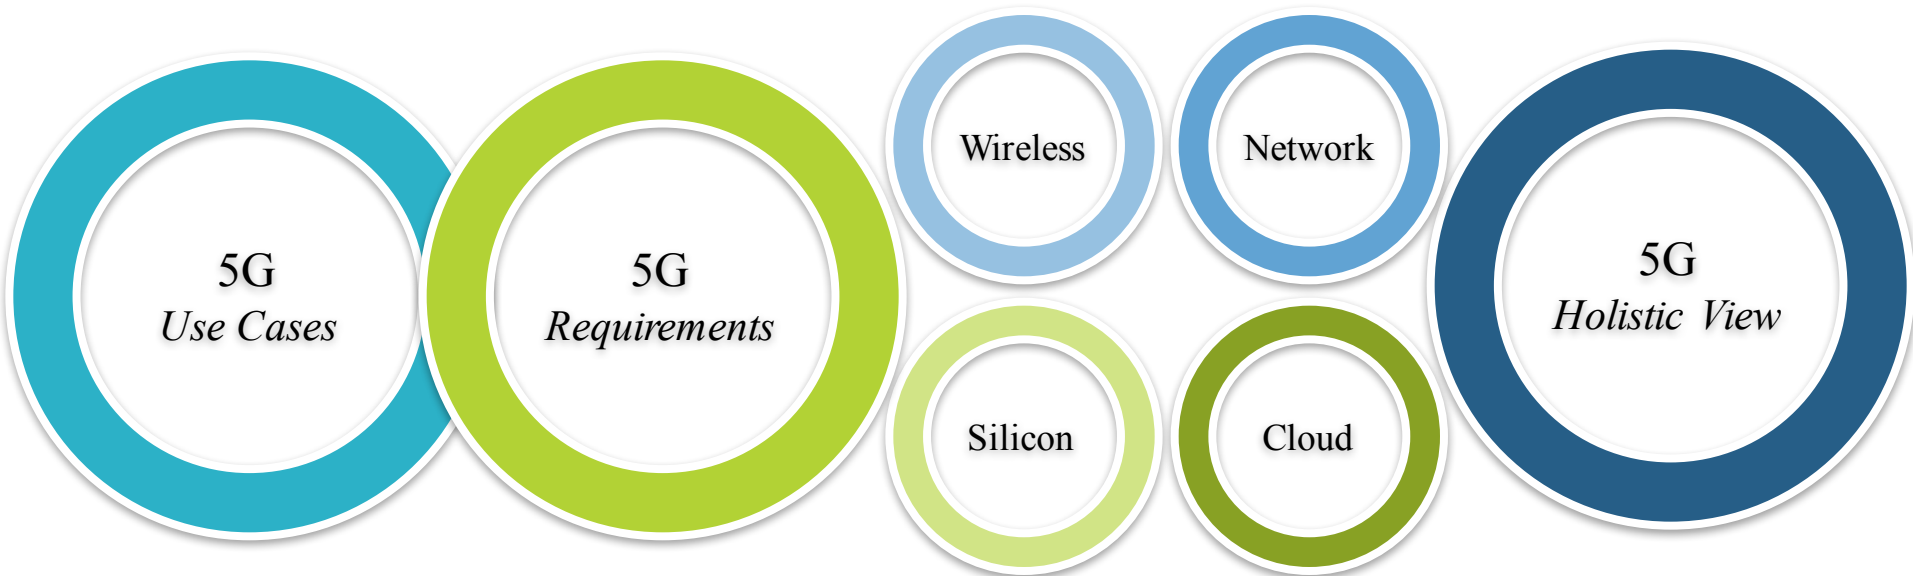 5G
Use Cases
5G
Requirements
Wireless
Network
Silicon
Cloud
5G
Holistic View